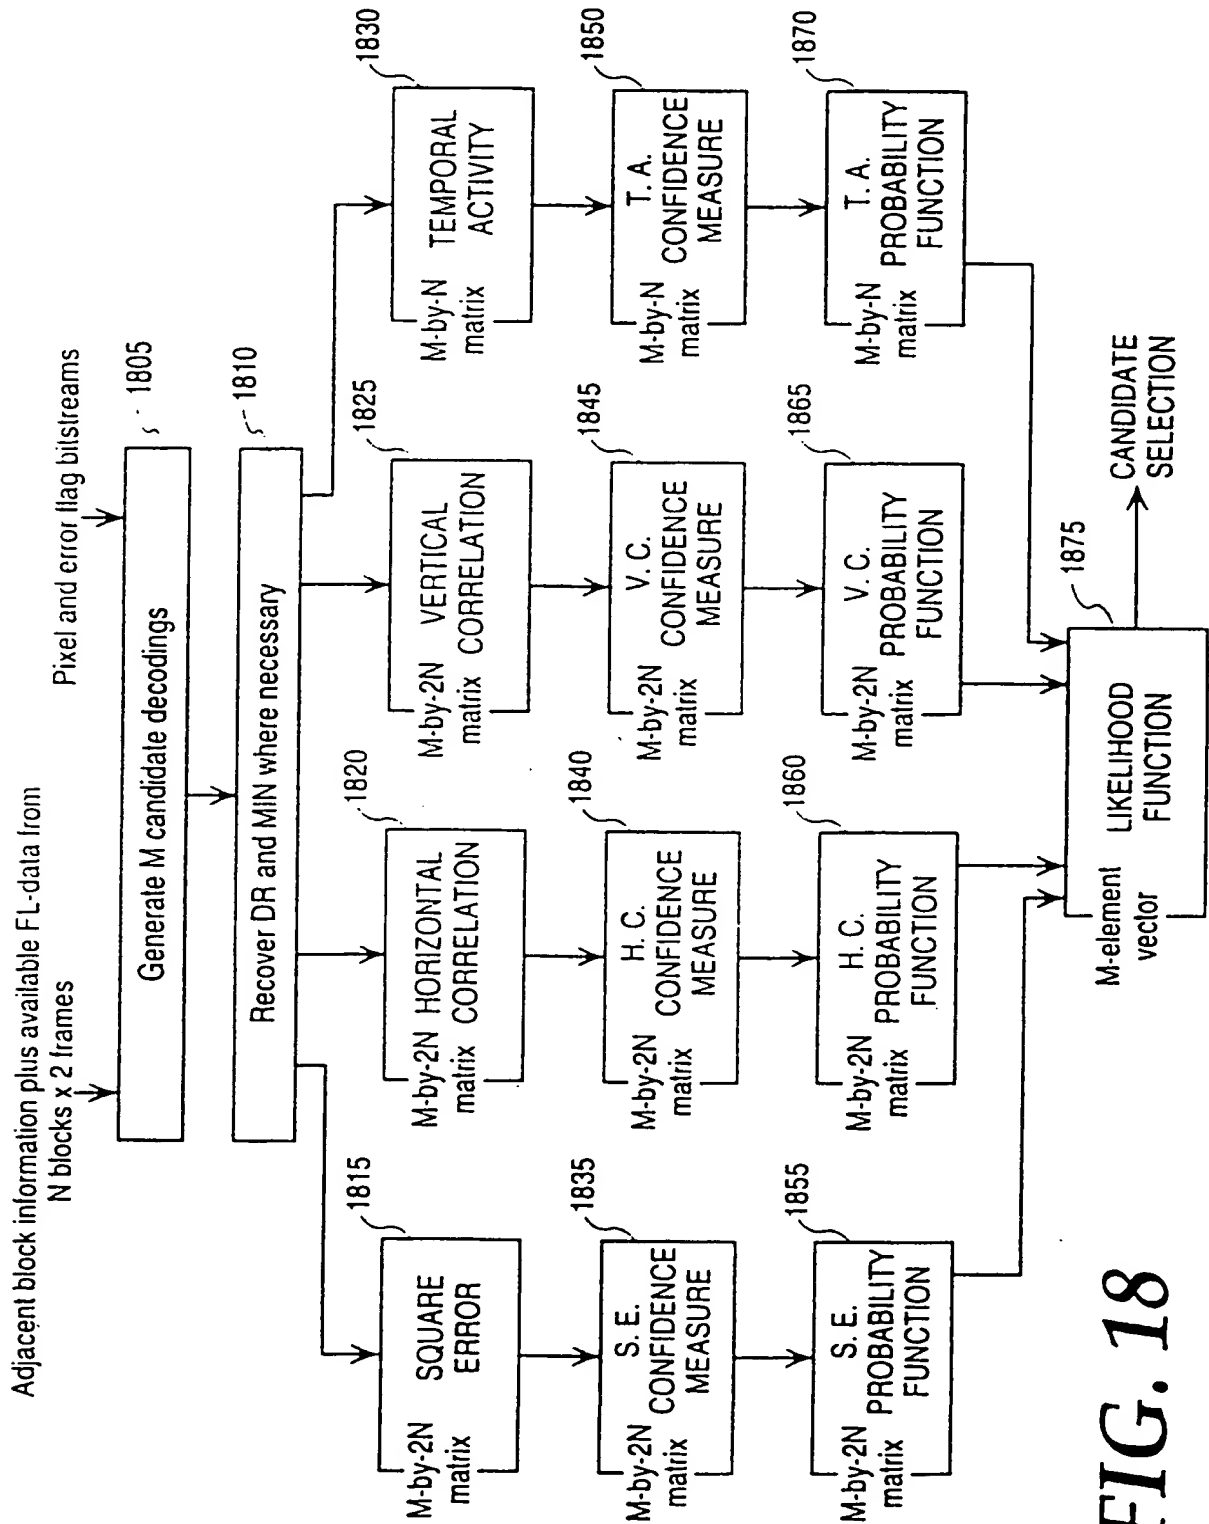 Adjacent block information plus available FL-data from
N blocks x 2 frames
Pixel and error flag bitstreams
Generate M candidate decodings
1805
Recover DR and MIN where necessary
1810
1815
SQUARE
ERROR
M-by-2N
matrix
1820
HORIZONTAL
CORRELATION
M-by-2N
matrix
1825
VERTICAL
CORRELATION
M-by-2N
matrix
1830
TEMPORAL
ACTIVITY
M-by-N
matrix
1835
S. E.
CONFIDENCE
MEASURE
M-by-2N
matrix
1840
H. C.
CONFIDENCE
MEASURE
M-by-2N
matrix
1845
V. C.
CONFIDENCE
MEASURE
M-by-2N
matrix
1850
T. A.
CONFIDENCE
MEASURE
M-by-N
matrix
1855
S. E.
PROBABILITY
FUNCTION
M-by-2N
matrix
1860
H. C.
PROBABILITY
FUNCTION
M-by-2N
matrix
1865
V. C.
PROBABILITY
FUNCTION
M-by-2N
matrix
1870
T. A.
PROBABILITY
FUNCTION
M-by-N
matrix
1875
LIKELIHOOD
FUNCTION
M-element
vector
CANDIDATE
SELECTION
FIG. 18